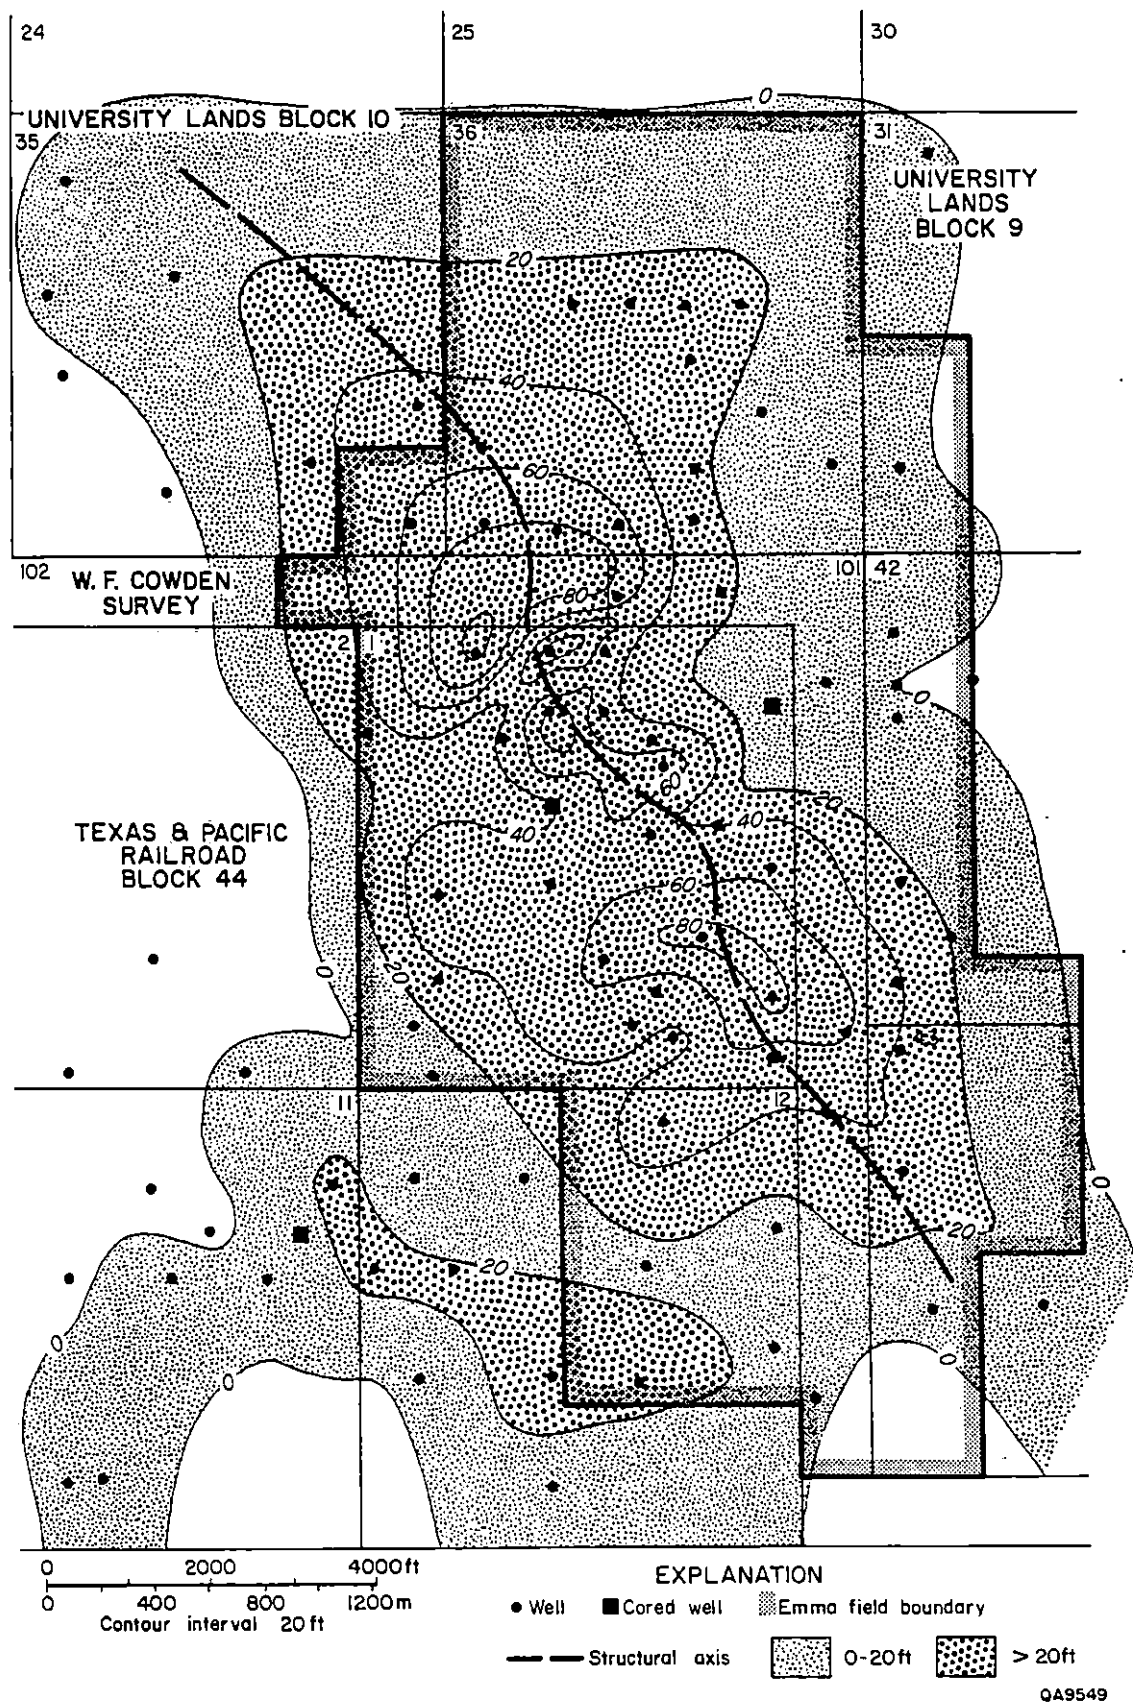 24
25
30
0
UNIVERSITY LANDS BLOCK 10
35
36
31
UNIVERSITY
LANDS
BLOCK 9
20
40
60
102
W. F. COWDEN
SURVEY
101
42
80
2
1
0
60
20
TEXAS & PACIFIC
RAILROAD
BLOCK 44
40
40
60
80
0
20
43
11
12
0
20
20
0
0
0
0 2000 4000ft
0 400 800 1200m
Contour interval 20 ft
EXPLANATION
Well Cored well Emma field boundary
Structural axis 0-20ft > 20ft
QA9549